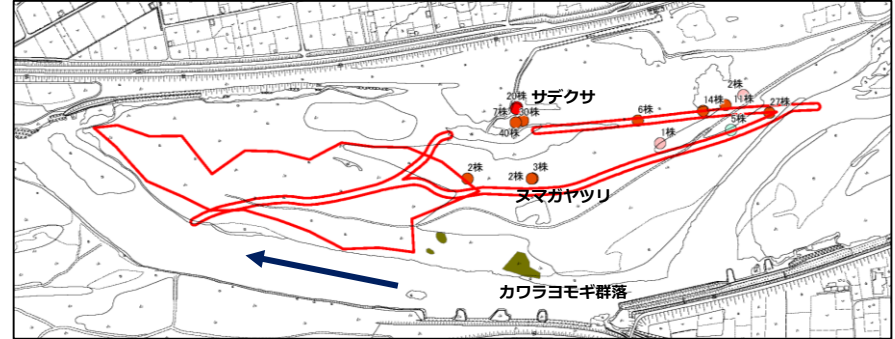 2株
20株
サデクサ
14株
11株
27株
7株
30株
6株
5株
40株
1株
2株
3株
2株
ヌマガヤツリ
カワラヨモギ群落